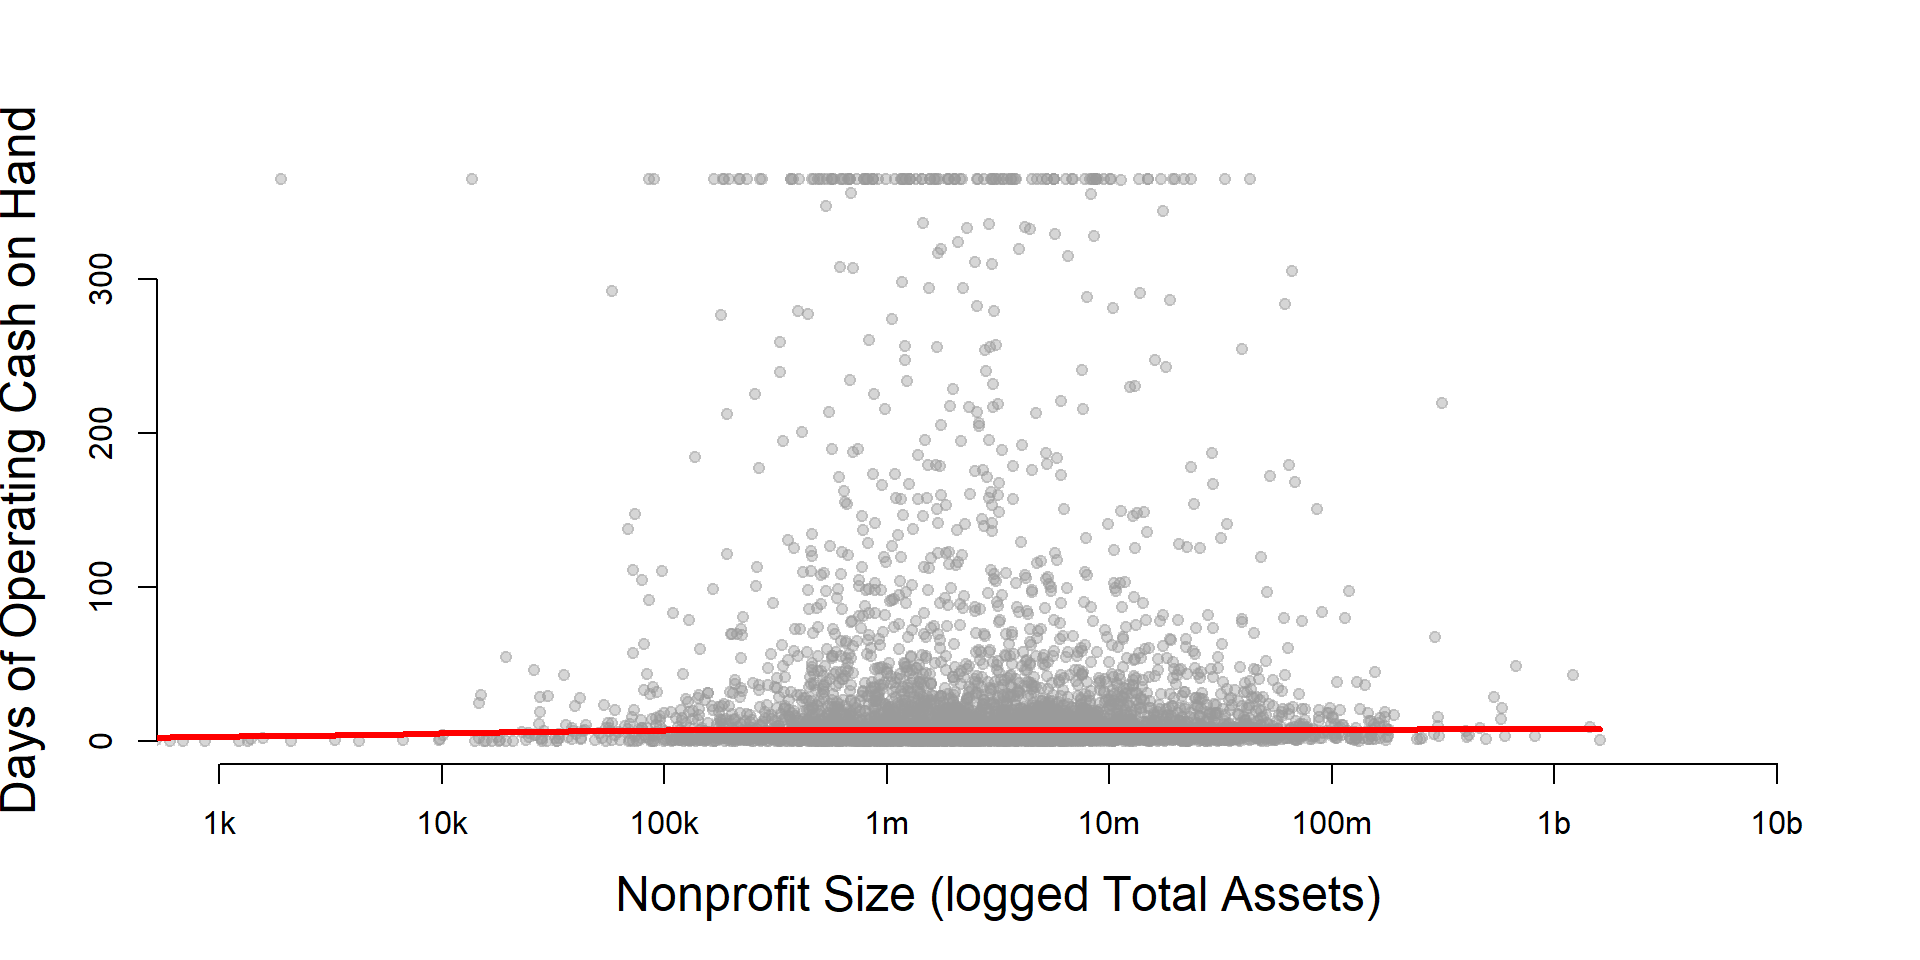 Days of Operating Cash on Hand
300
200
100
0
1k 10k 100k 1m 10m 100m 1b 10b
Nonprofit Size (logged Total Assets)